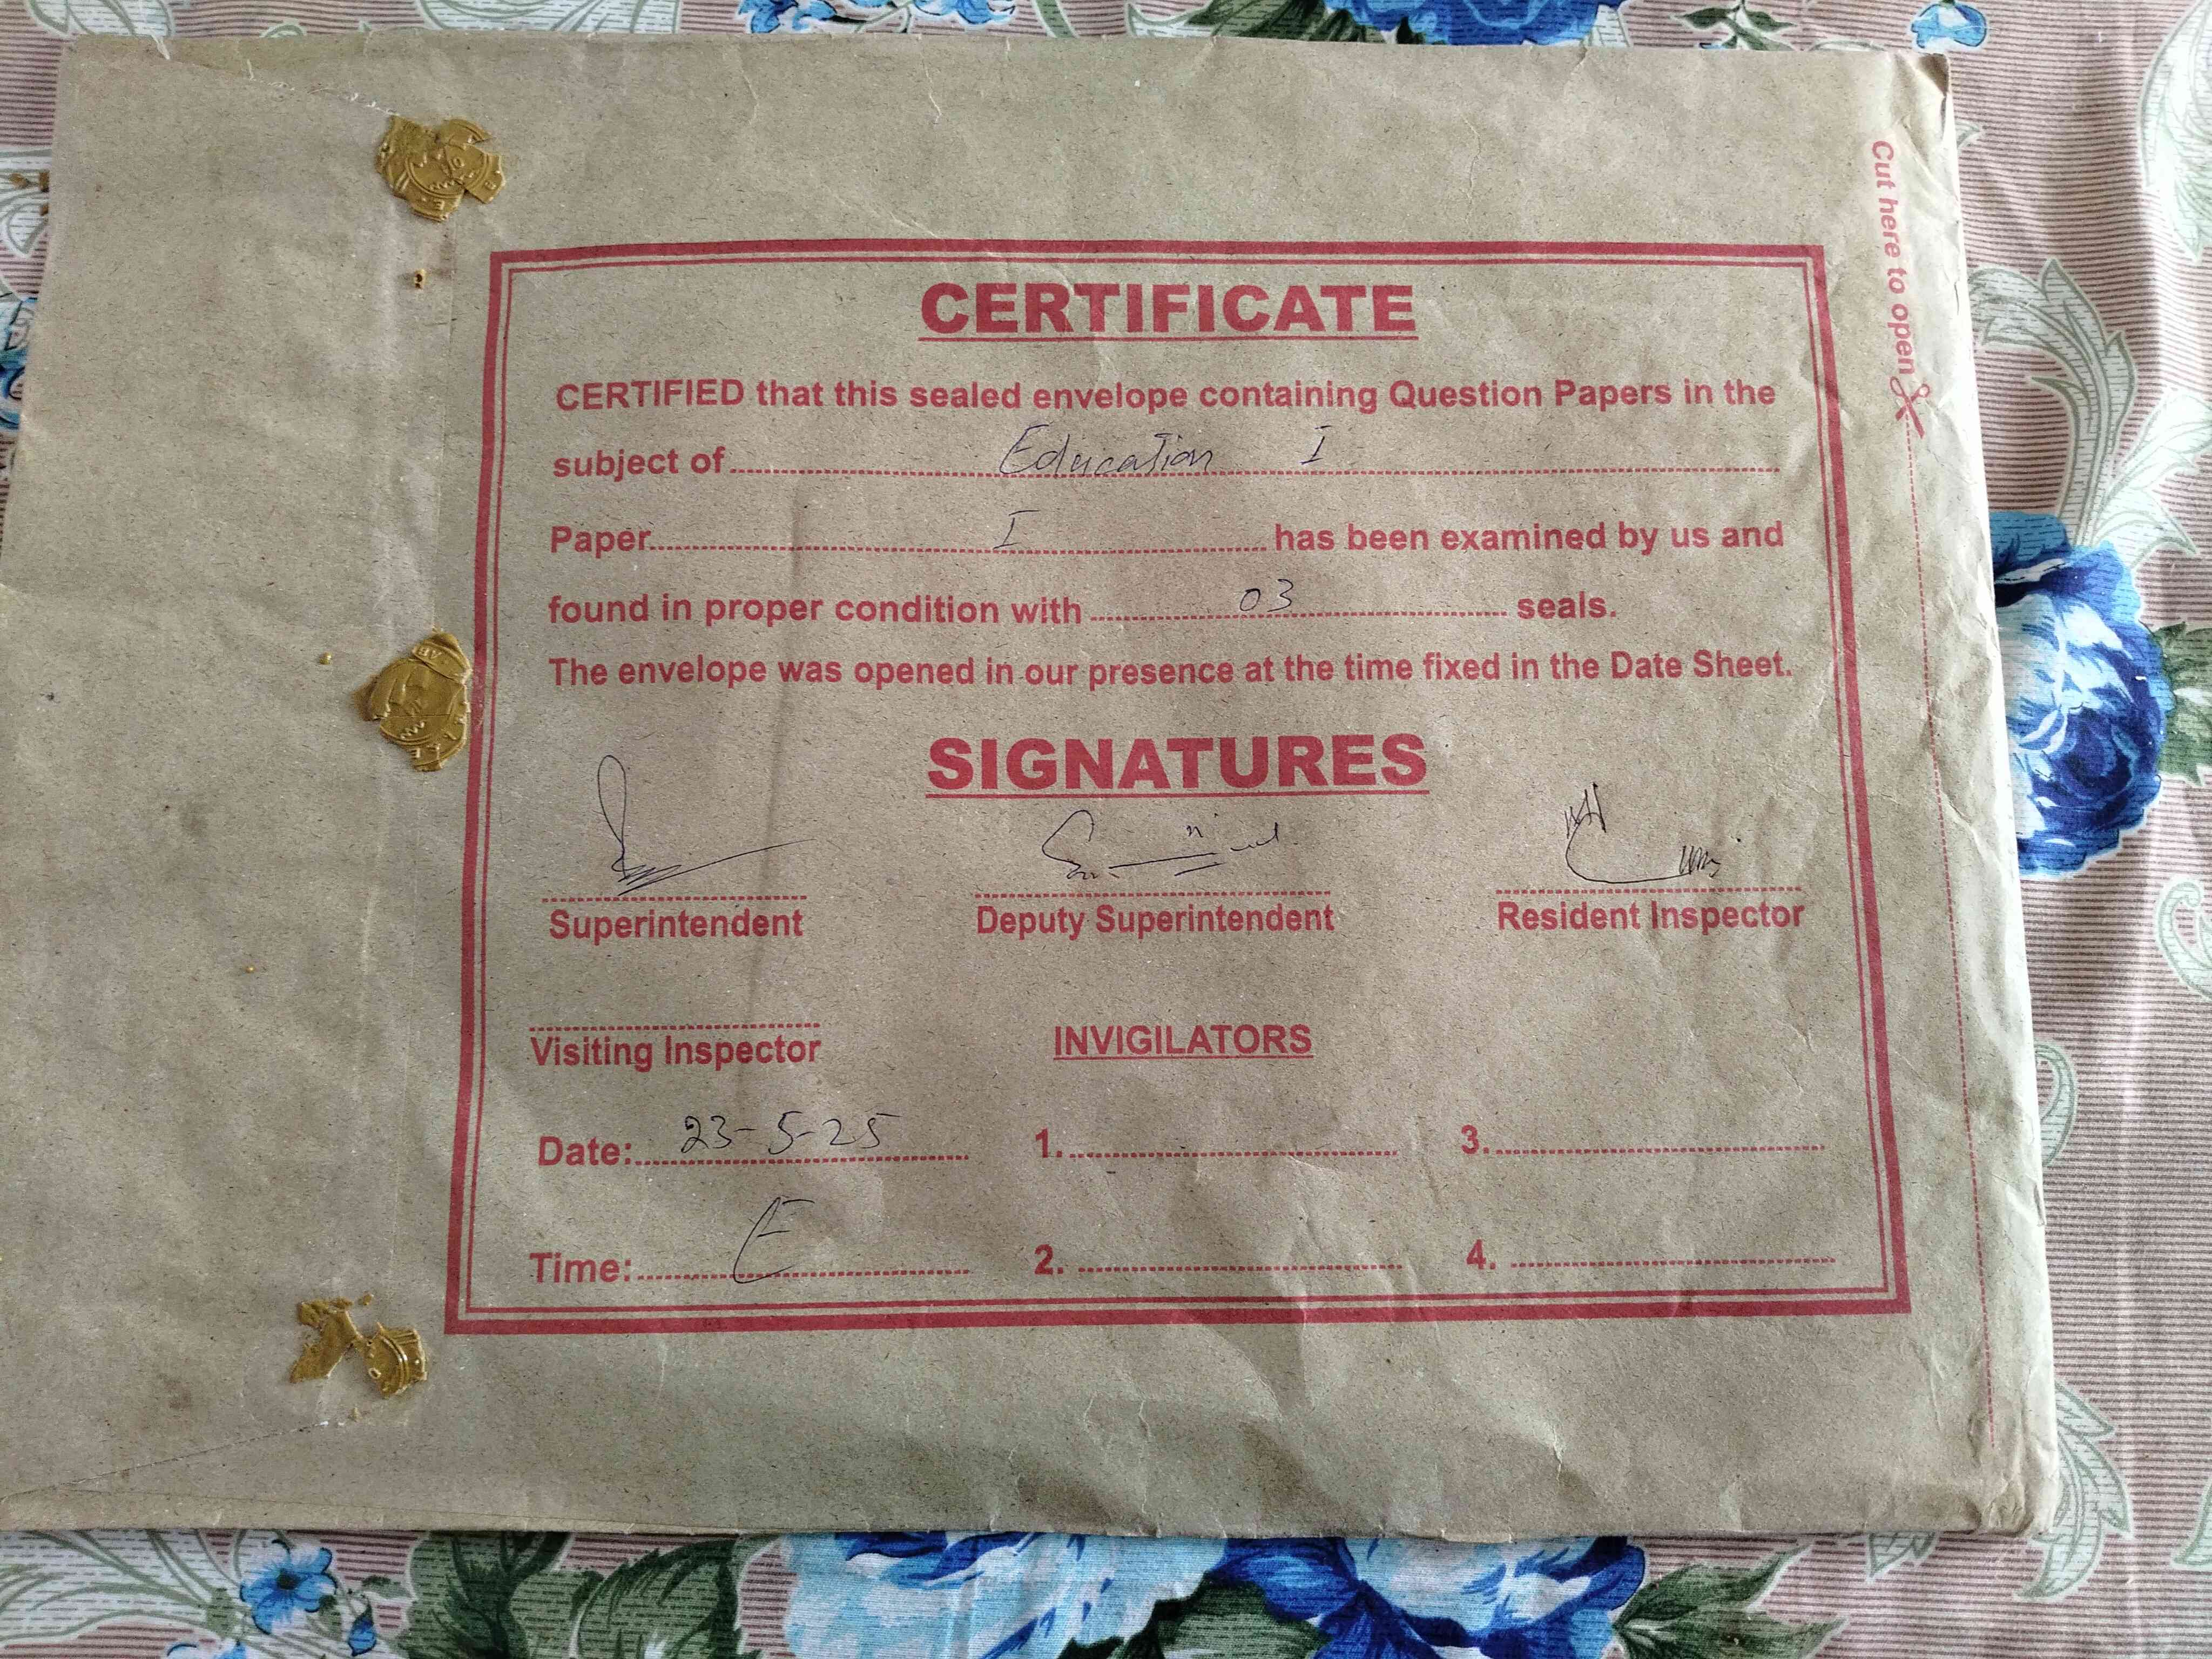 Cut here to open
CERTIFICATE
CERTIFIED that this sealed envelope containing Question Papers in the
subject of Education I
Paper I has been examined by us and
found in proper condition with 03 seals.
The envelope was opened in our presence at the time fixed in the Date Sheet.
SIGNATURES
Superintendent Deputy Superintendent Resident Inspector
Visiting Inspector INVIGILATORS
Date: 23-5-25 1. 3.
Time: E 2. 4.